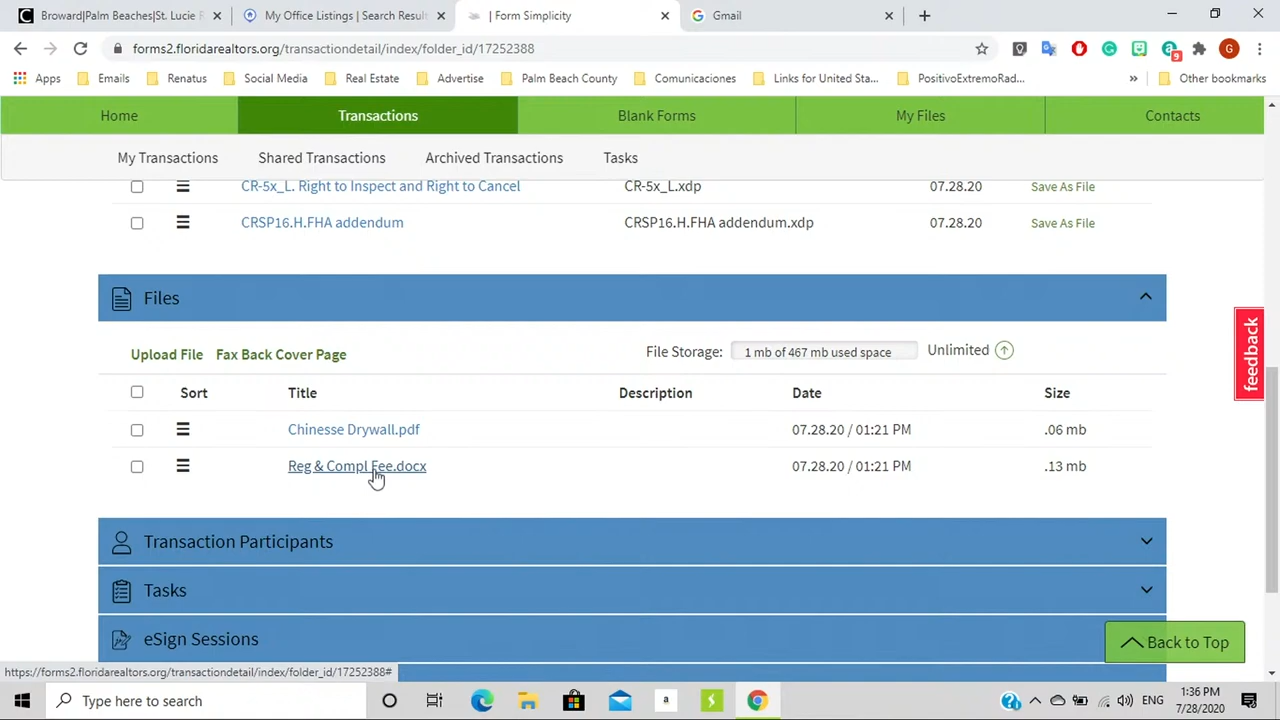 Broward|Palm Beaches|St. Lucie R
My Office Listings | Search Result
| Form Simplicity
Gmail
forms2.floridarealtors.org/transactiondetail/index/folder_id/17252388
G
9
Apps
Emails
Renatus
Social Media
Real Estate
Advertise
Palm Beach County
Comunicaciones
Links for United Sta...
PositivoExtremoRad...
»
Other bookmarks
Home
Transactions
Blank Forms
My Files
Contacts
My Transactions
Shared Transactions
Archived Transactions
Tasks
CR-5x_L. Right to Inspect and Right to Cancel CR-5x_L.xdp 07.28.20 Save As File
CRSP16.H.FHA addendum CRSP16.H.FHA addendum.xdp 07.28.20 Save As File
Files
Upload File Fax Back Cover Page File Storage: 1 mb of 467 mb used space Unlimited
Sort Title Description Date Size
Chinesse Drywall.pdf 07.28.20 / 01:21 PM .06 mb
Reg & Compl Fee.docx 07.28.20 / 01:21 PM .13 mb
feedback
Transaction Participants
Tasks
eSign Sessions
Back to Top
https://forms2.floridarealtors.org/transactiondetail/index/folder_id/17252388#
Type here to search
a
ENG
1:36 PM
7/28/2020